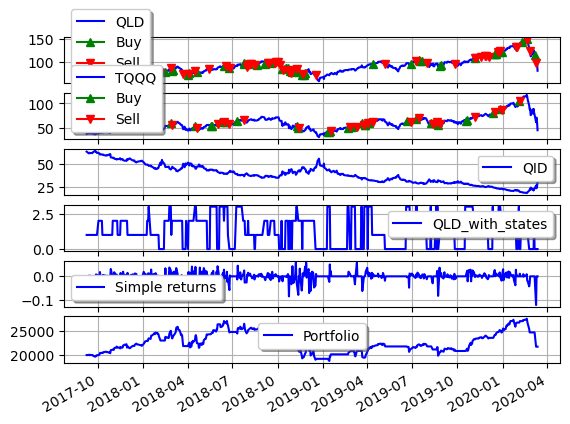 QLD
Buy
Sell
150
100
TQQQ
Buy
Sell
100
50
QID
50
25
QLD_with_states
2.5
0.0
Simple returns
0.0
−0.1
Portfolio
25000
20000
2017-10
2018-01
2018-04
2018-07
2018-10
2019-01
2019-04
2019-07
2019-10
2020-01
2020-04